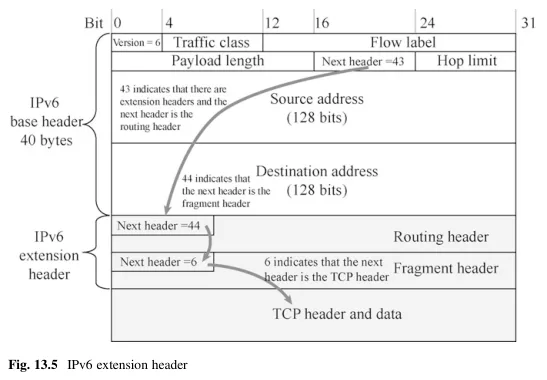 Bit 0 4 12 16 24 31
Version = 6 Traffic class Flow label
Payload length Next header =43 Hop limit
43 indicates that there are
extension headers and the
next header is the
routing header
Source address
(128 bits)
IPv6
base header
40 bytes
44 indicates that
the next header is the
fragment header
Destination address
(128 bits)
Next header =44
Routing header
IPv6
extension
header
Next header =6
6 indicates that the next
header is the TCP header
Fragment header
TCP header and data
Fig. 13.5 IPv6 extension header